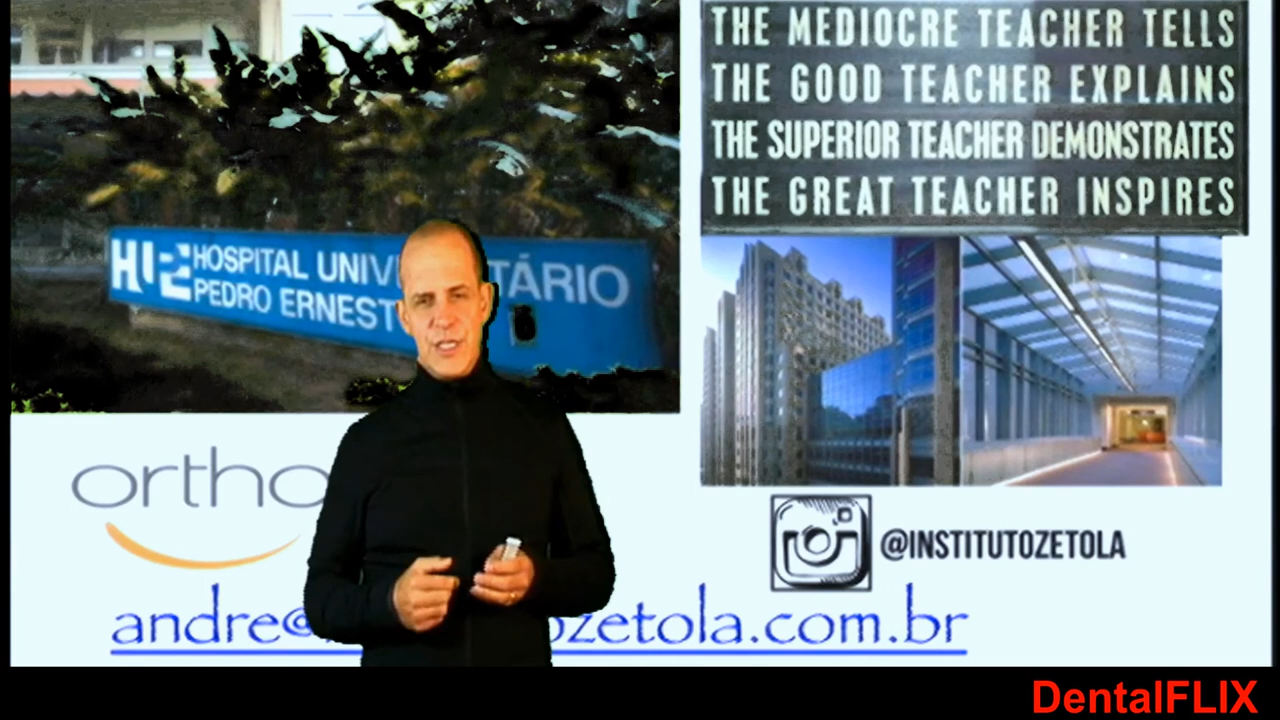 THE MEDIOCRE TEACHER TELLS
THE GOOD TEACHER EXPLAINS
THE SUPERIOR TEACHER DEMONSTRATES
THE GREAT TEACHER INSPIRES
HUPE HOSPITAL UNIV TÁRIO
PEDRO ERNEST
ortho
@INSTITUTOZETOLA
andre@ ozetola.com.br
DentalFLIX